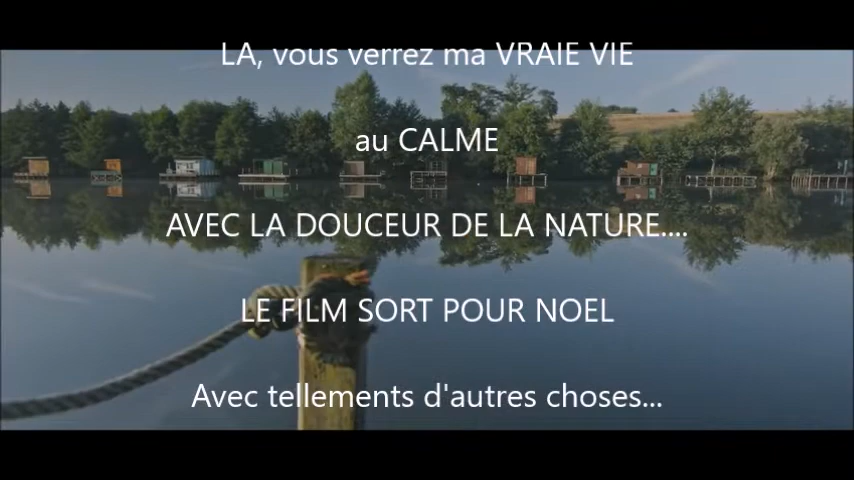 LA, vous verrez ma VRAIE VIE
au CALME
AVEC LA DOUCEUR DE LA NATURE....
LE FILM SORT POUR NOEL
Avec tellements d'autres choses...